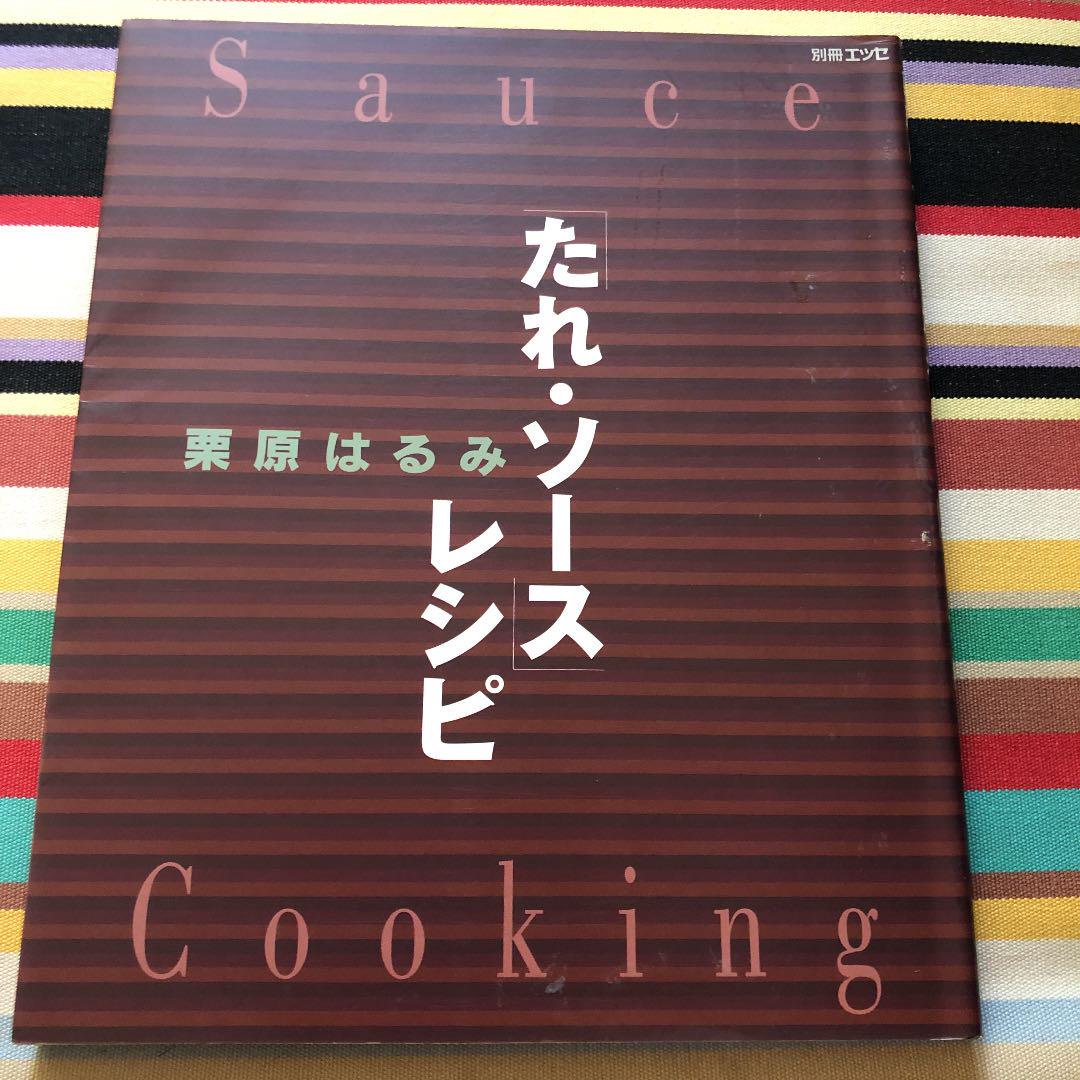 別冊エッセ
Sauce
「たれ・ソース」
レシピ
栗原はるみ
Cooking